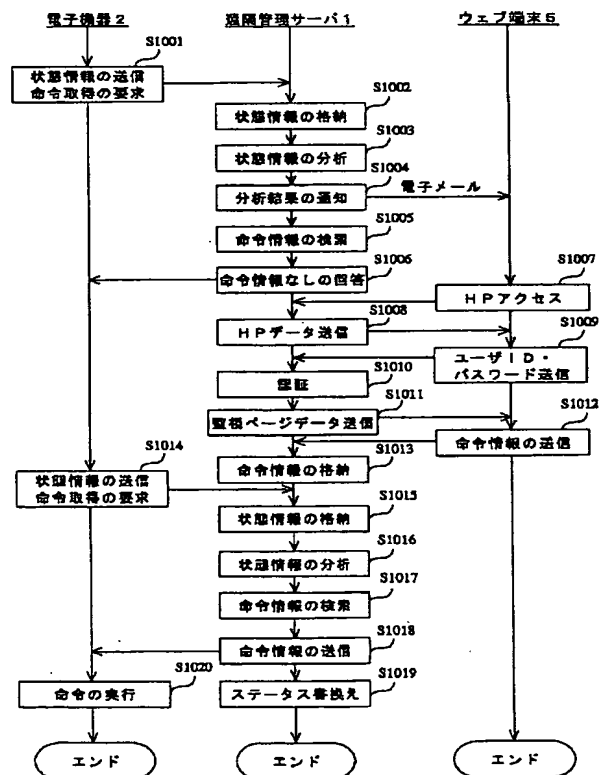 電子機器2
遠隔管理サーバ1
ウェブ端末5
S1001
状態情報の送信
命令取得の要求
S1002
状態情報の格納
S1003
状態情報の分析
S1004
分析結果の通知
電子メール
S1005
命令情報の検索
S1006
命令情報なしの回答
S1007
HPアクセス
S1008
HPデータ送信
S1009
ユーザID・
パスワード送信
S1010
認証
S1011
監視ページデータ送信
S1012
命令情報の送信
S1013
命令情報の格納
S1014
状態情報の送信
命令取得の要求
S1015
状態情報の格納
S1016
状態情報の分析
S1017
命令情報の検索
S1018
命令情報の送信
S1019
ステータス書換え
S1020
命令の実行
エンド
エンド
エンド